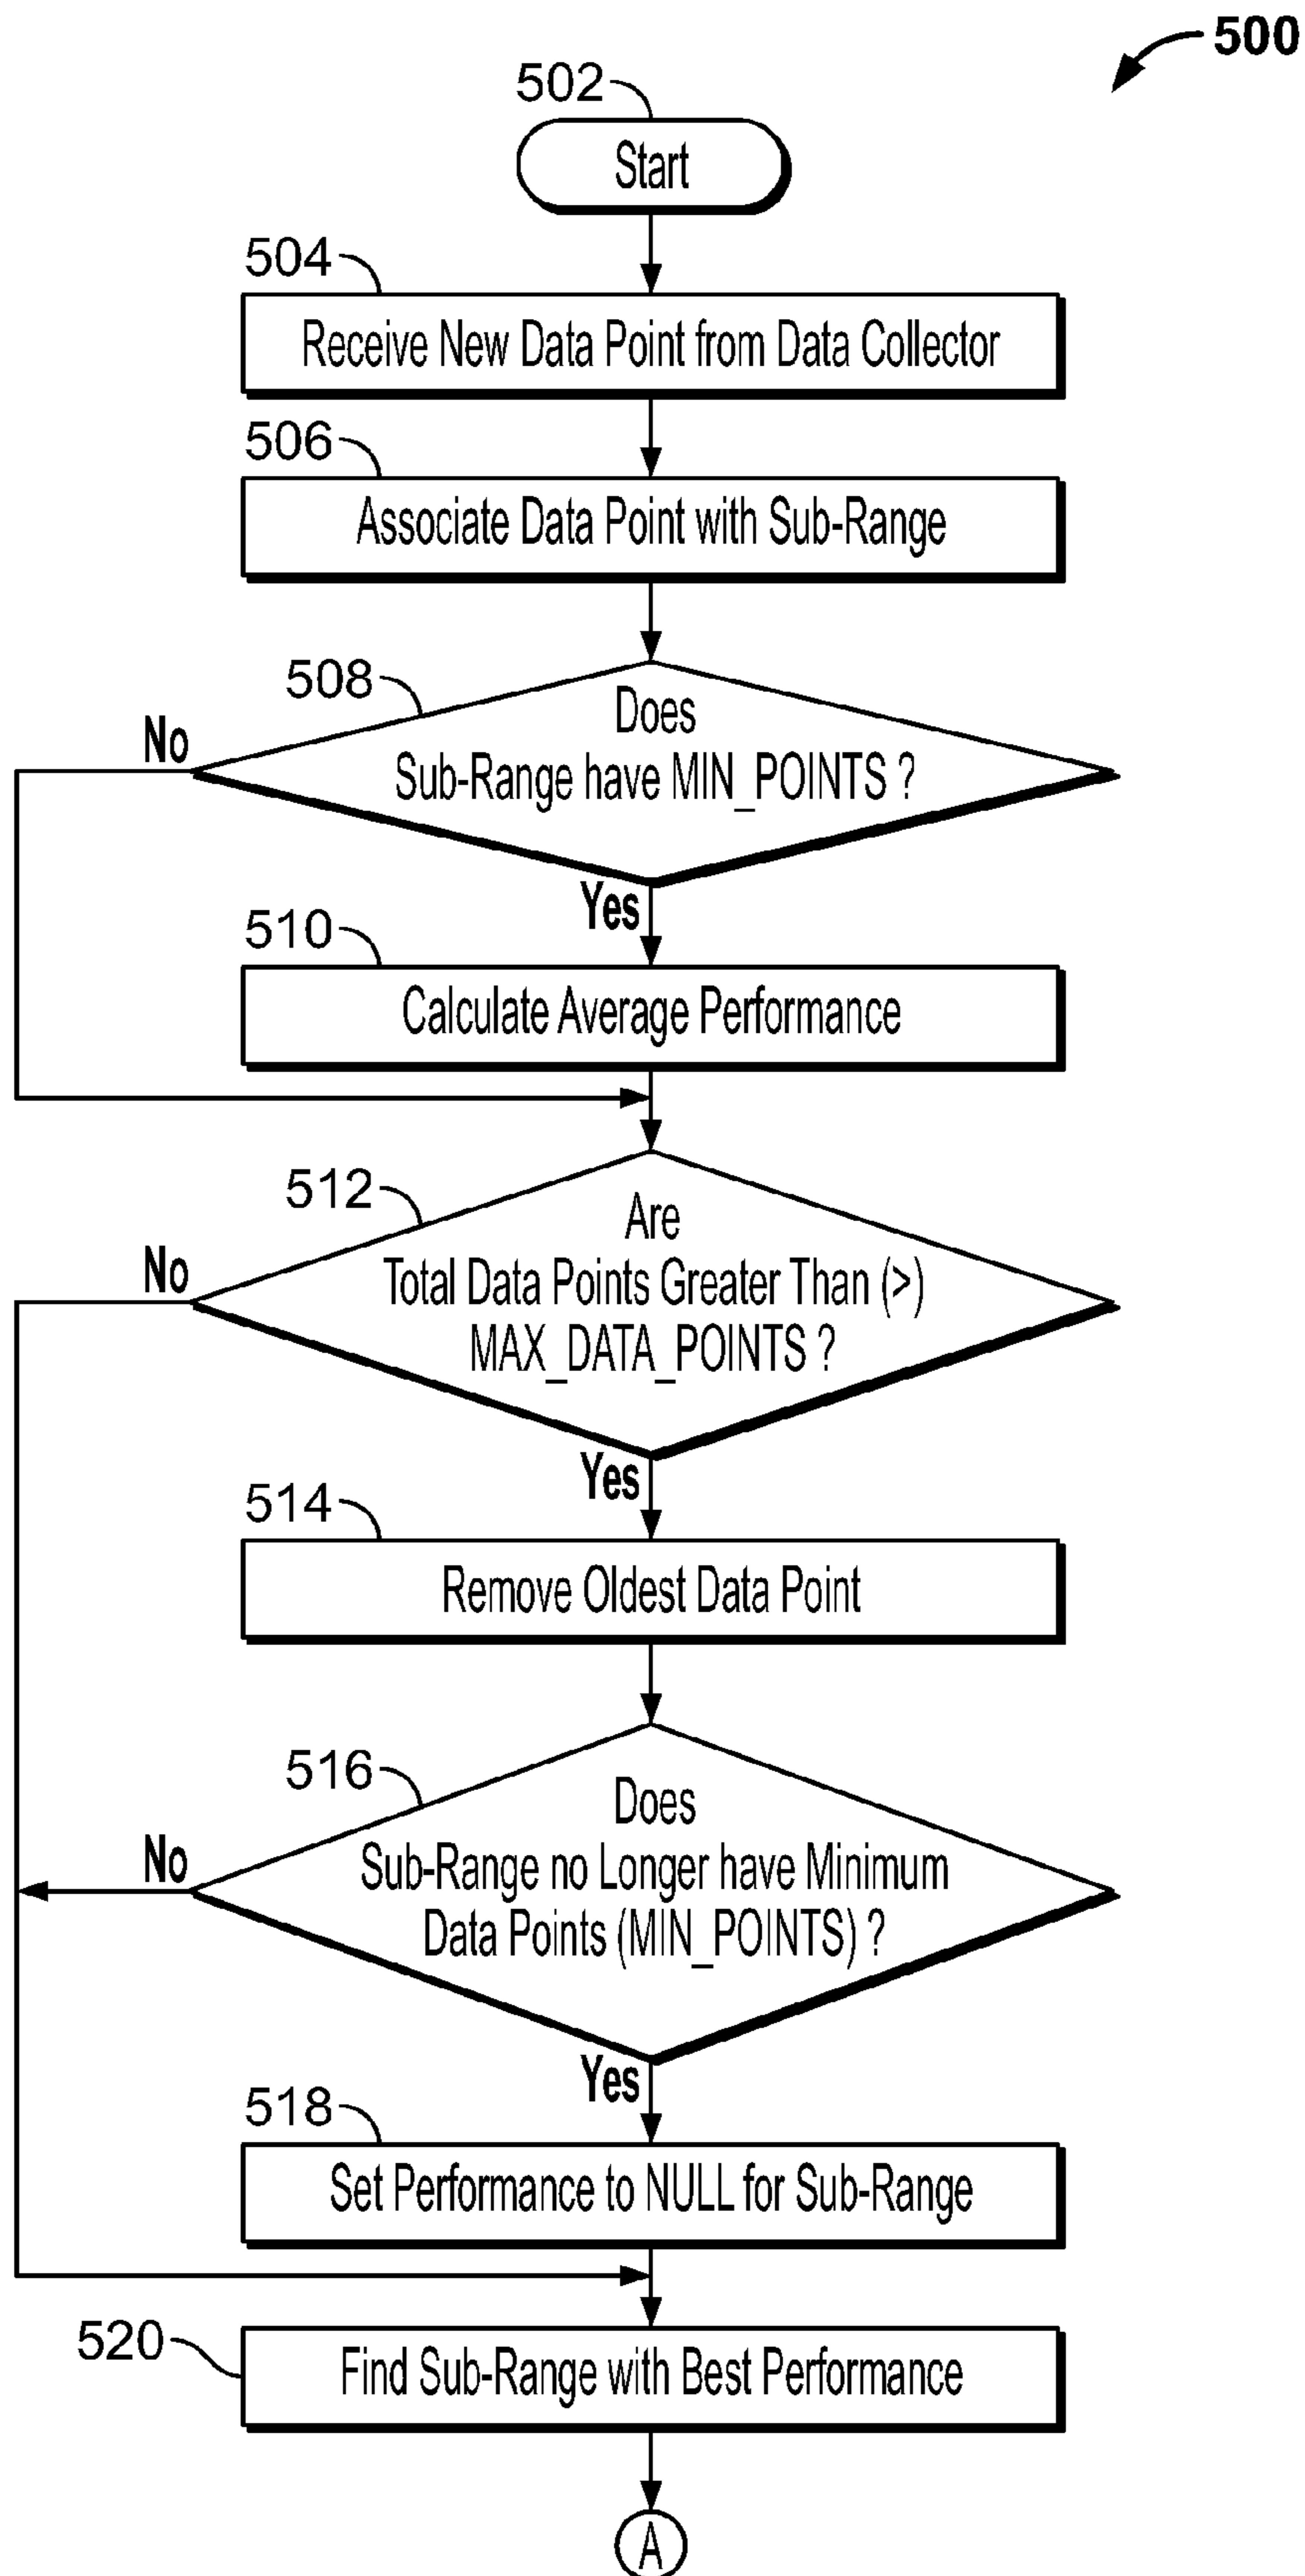 500
502
Start
504
Receive New Data Point from Data Collector
506
Associate Data Point with Sub-Range
508
Does
Sub-Range have MIN_POINTS ?
No
Yes
510
Calculate Average Performance
512
Are
Total Data Points Greater Than (>)
MAX_DATA_POINTS ?
No
Yes
514
Remove Oldest Data Point
516
Does
Sub-Range no Longer have Minimum
Data Points (MIN_POINTS) ?
No
Yes
518
Set Performance to NULL for Sub-Range
520
Find Sub-Range with Best Performance
A